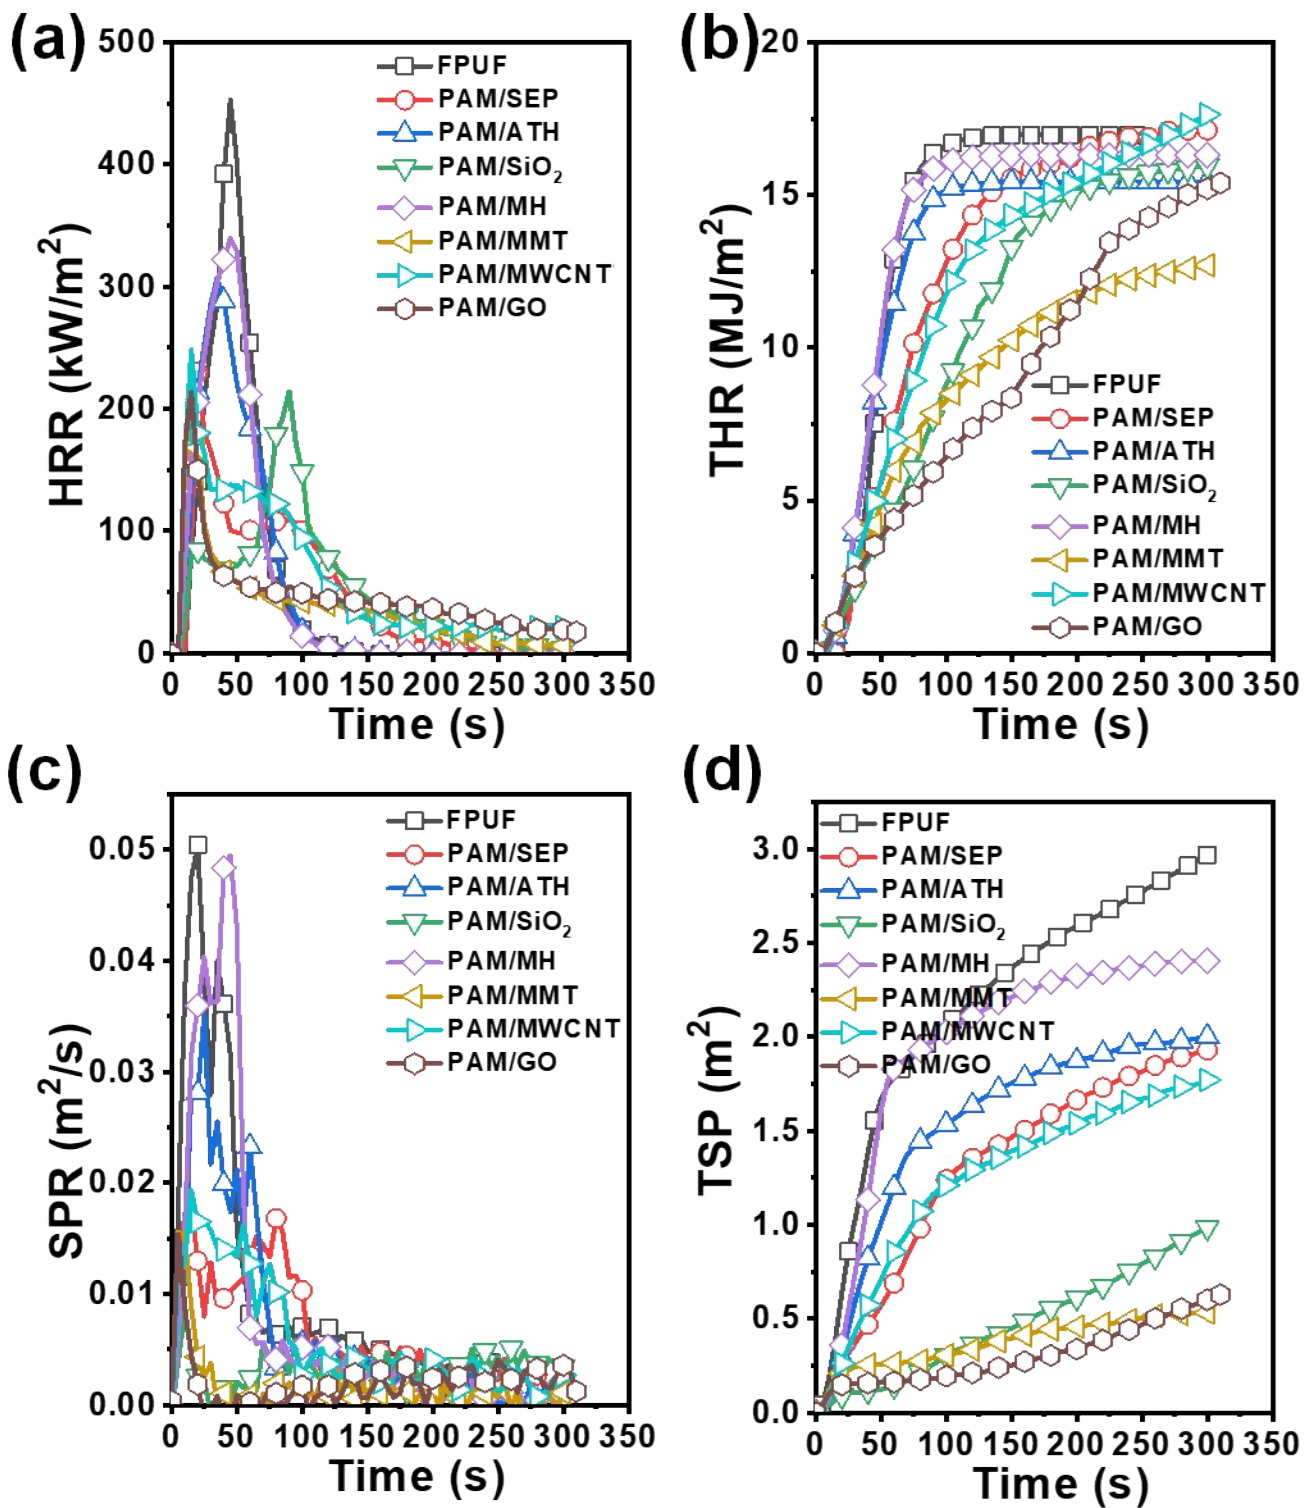 (a)
500
400
300
200
100
0
HRR (kW/m²)
FPUF
PAM/SEP
PAM/ATH
PAM/SiO₂
PAM/MH
PAM/MMT
PAM/MWCNT
PAM/GO
0 50 100 150 200 250 300 350
Time (s)
(b)
20
15
10
5
0
THR (MJ/m²)
FPUF
PAM/SEP
PAM/ATH
PAM/SiO₂
PAM/MH
PAM/MMT
PAM/MWCNT
PAM/GO
0 50 100 150 200 250 300 350
Time (s)
(c)
0.05
0.04
0.03
0.02
0.01
0.00
SPR (m²/s)
FPUF
PAM/SEP
PAM/ATH
PAM/SiO₂
PAM/MH
PAM/MMT
PAM/MWCNT
PAM/GO
0 50 100 150 200 250 300 350
Time (s)
(d)
3.0
2.5
2.0
1.5
1.0
0.5
0.0
TSP (m²)
FPUF
PAM/SEP
PAM/ATH
PAM/SiO₂
PAM/MH
PAM/MMT
PAM/MWCNT
PAM/GO
0 50 100 150 200 250 300 350
Time (s)